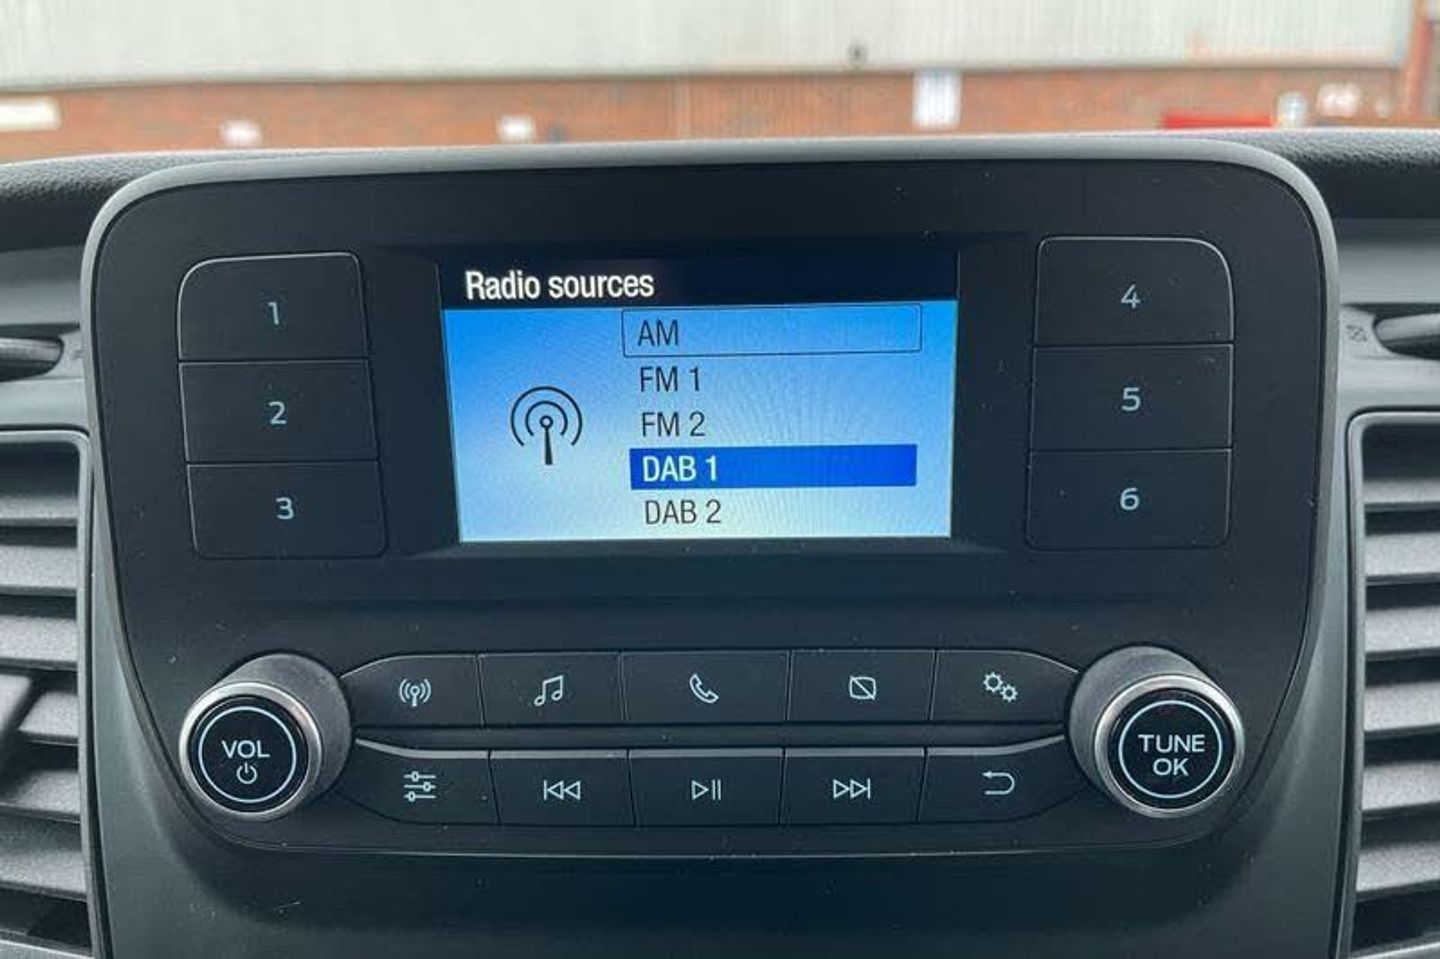 Radio sources
AM
FM 1
FM 2
DAB 1
DAB 2
1
2
3
4
5
6
VOL
TUNE
OK